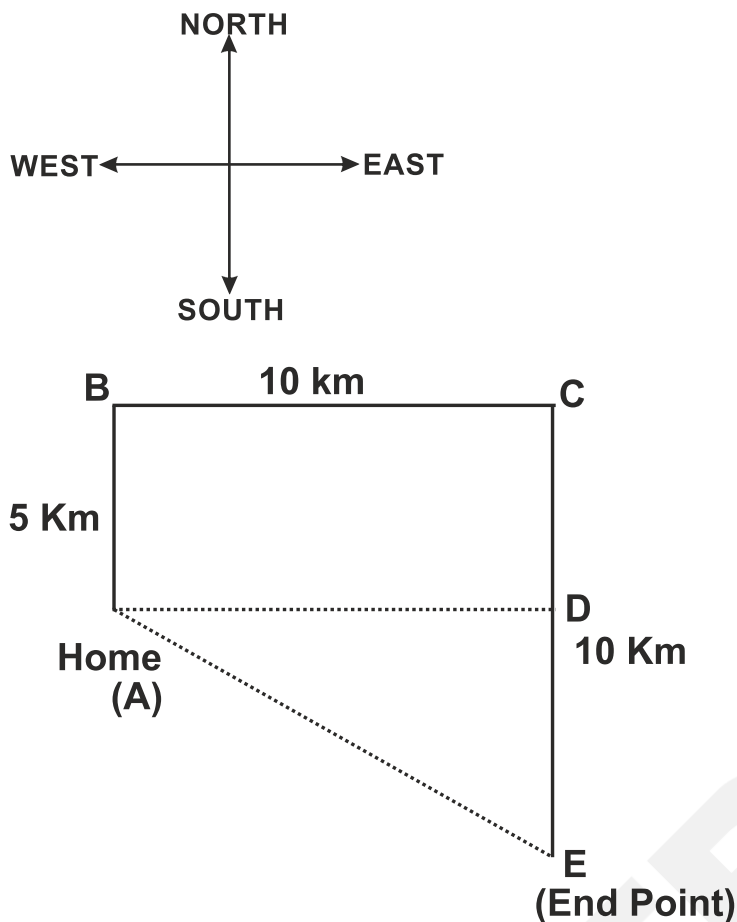 NORTH
WEST EAST
SOUTH
B 10 km C
5 Km
D
Home 10 Km
(A)
E
(End Point)